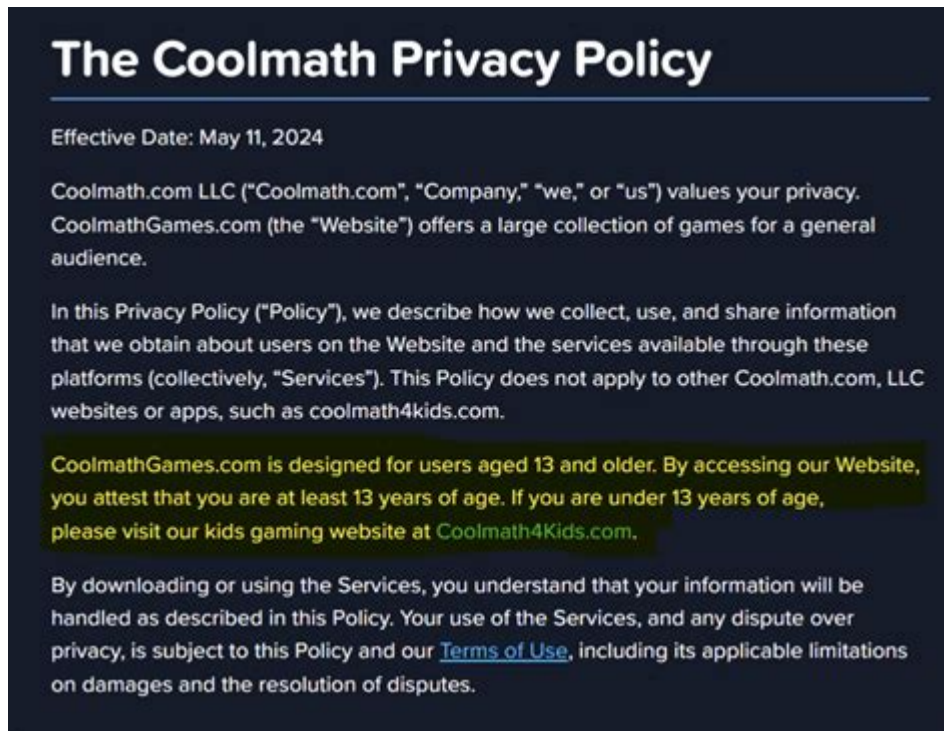 The Coolmath Privacy Policy
Effective Date: May 11, 2024
Coolmath.com LLC (“Coolmath.com”, “Company,” “we,” or “us”) values your privacy.
CoolmathGames.com (the “Website”) offers a large collection of games for a general
audience.
In this Privacy Policy (“Policy”), we describe how we collect, use, and share information
that we obtain about users on the Website and the services available through these
platforms (collectively, “Services”). This Policy does not apply to other Coolmath.com, LLC
websites or apps, such as coolmath4kids.com.
CoolmathGames.com is designed for users aged 13 and older. By accessing our Website,
you attest that you are at least 13 years of age. If you are under 13 years of age,
please visit our kids gaming website at Coolmath4Kids.com.
By downloading or using the Services, you understand that your information will be
handled as described in this Policy. Your use of the Services, and any dispute over
privacy, is subject to this Policy and our Terms of Use, including its applicable limitations
on damages and the resolution of disputes.